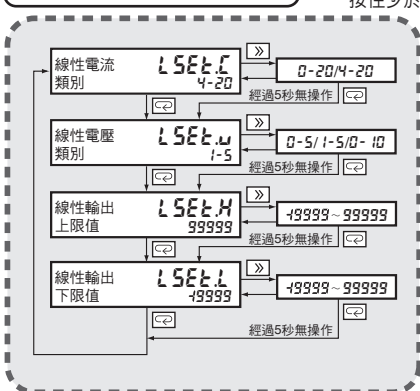 按住
線性電流
類別
LSEt.C
4-20
0-20/4-20
經過5秒無操作
線性電壓
類別
LSEt.u
1-5
0-5/1-5/0-10
經過5秒無操作
線性輸出
上限值
LSEt.H
99999
-19999~99999
經過5秒無操作
線性輸出
下限值
LSEt.L
-19999
-19999~99999
經過5秒無操作